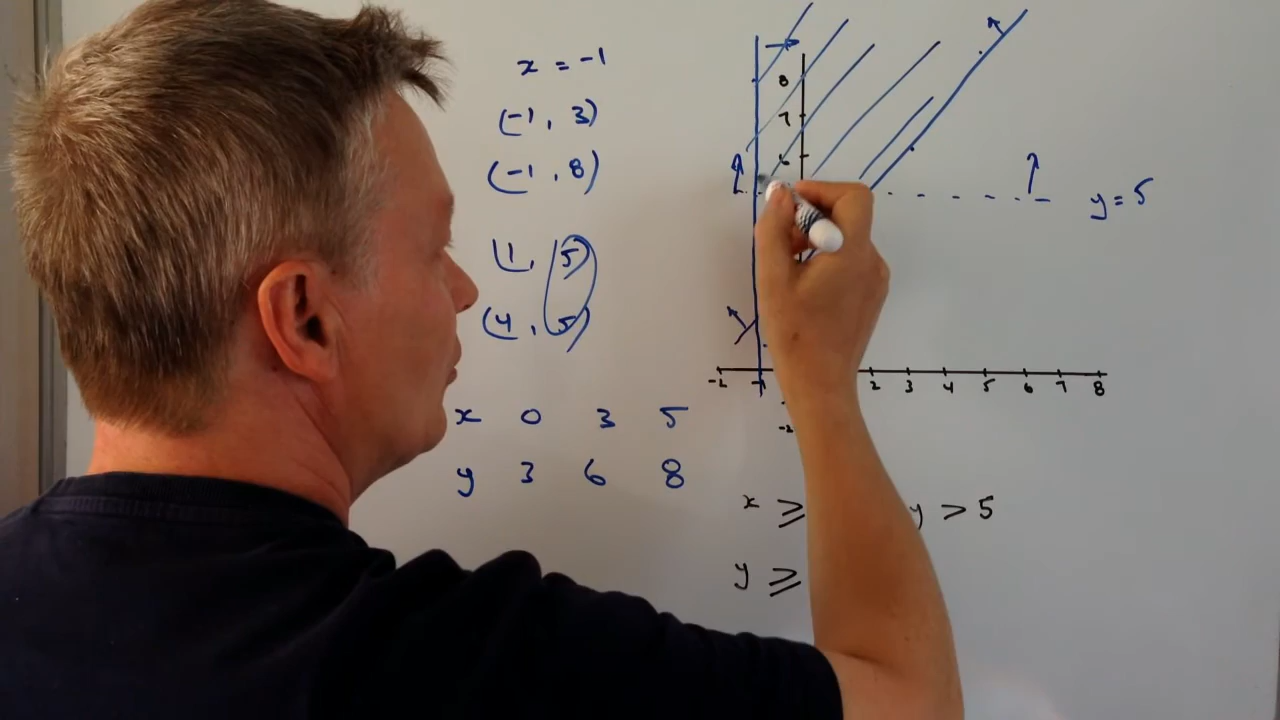 x = -1
(-1, 3)
(-1, 8)
(1, 5)
(4, 5)
x 0 3 5
y 3 6 8
8
7
6
y = 5
-2 -1 2 3 4 5 6 7 8
-2
x ≥
y > 5
y ≥